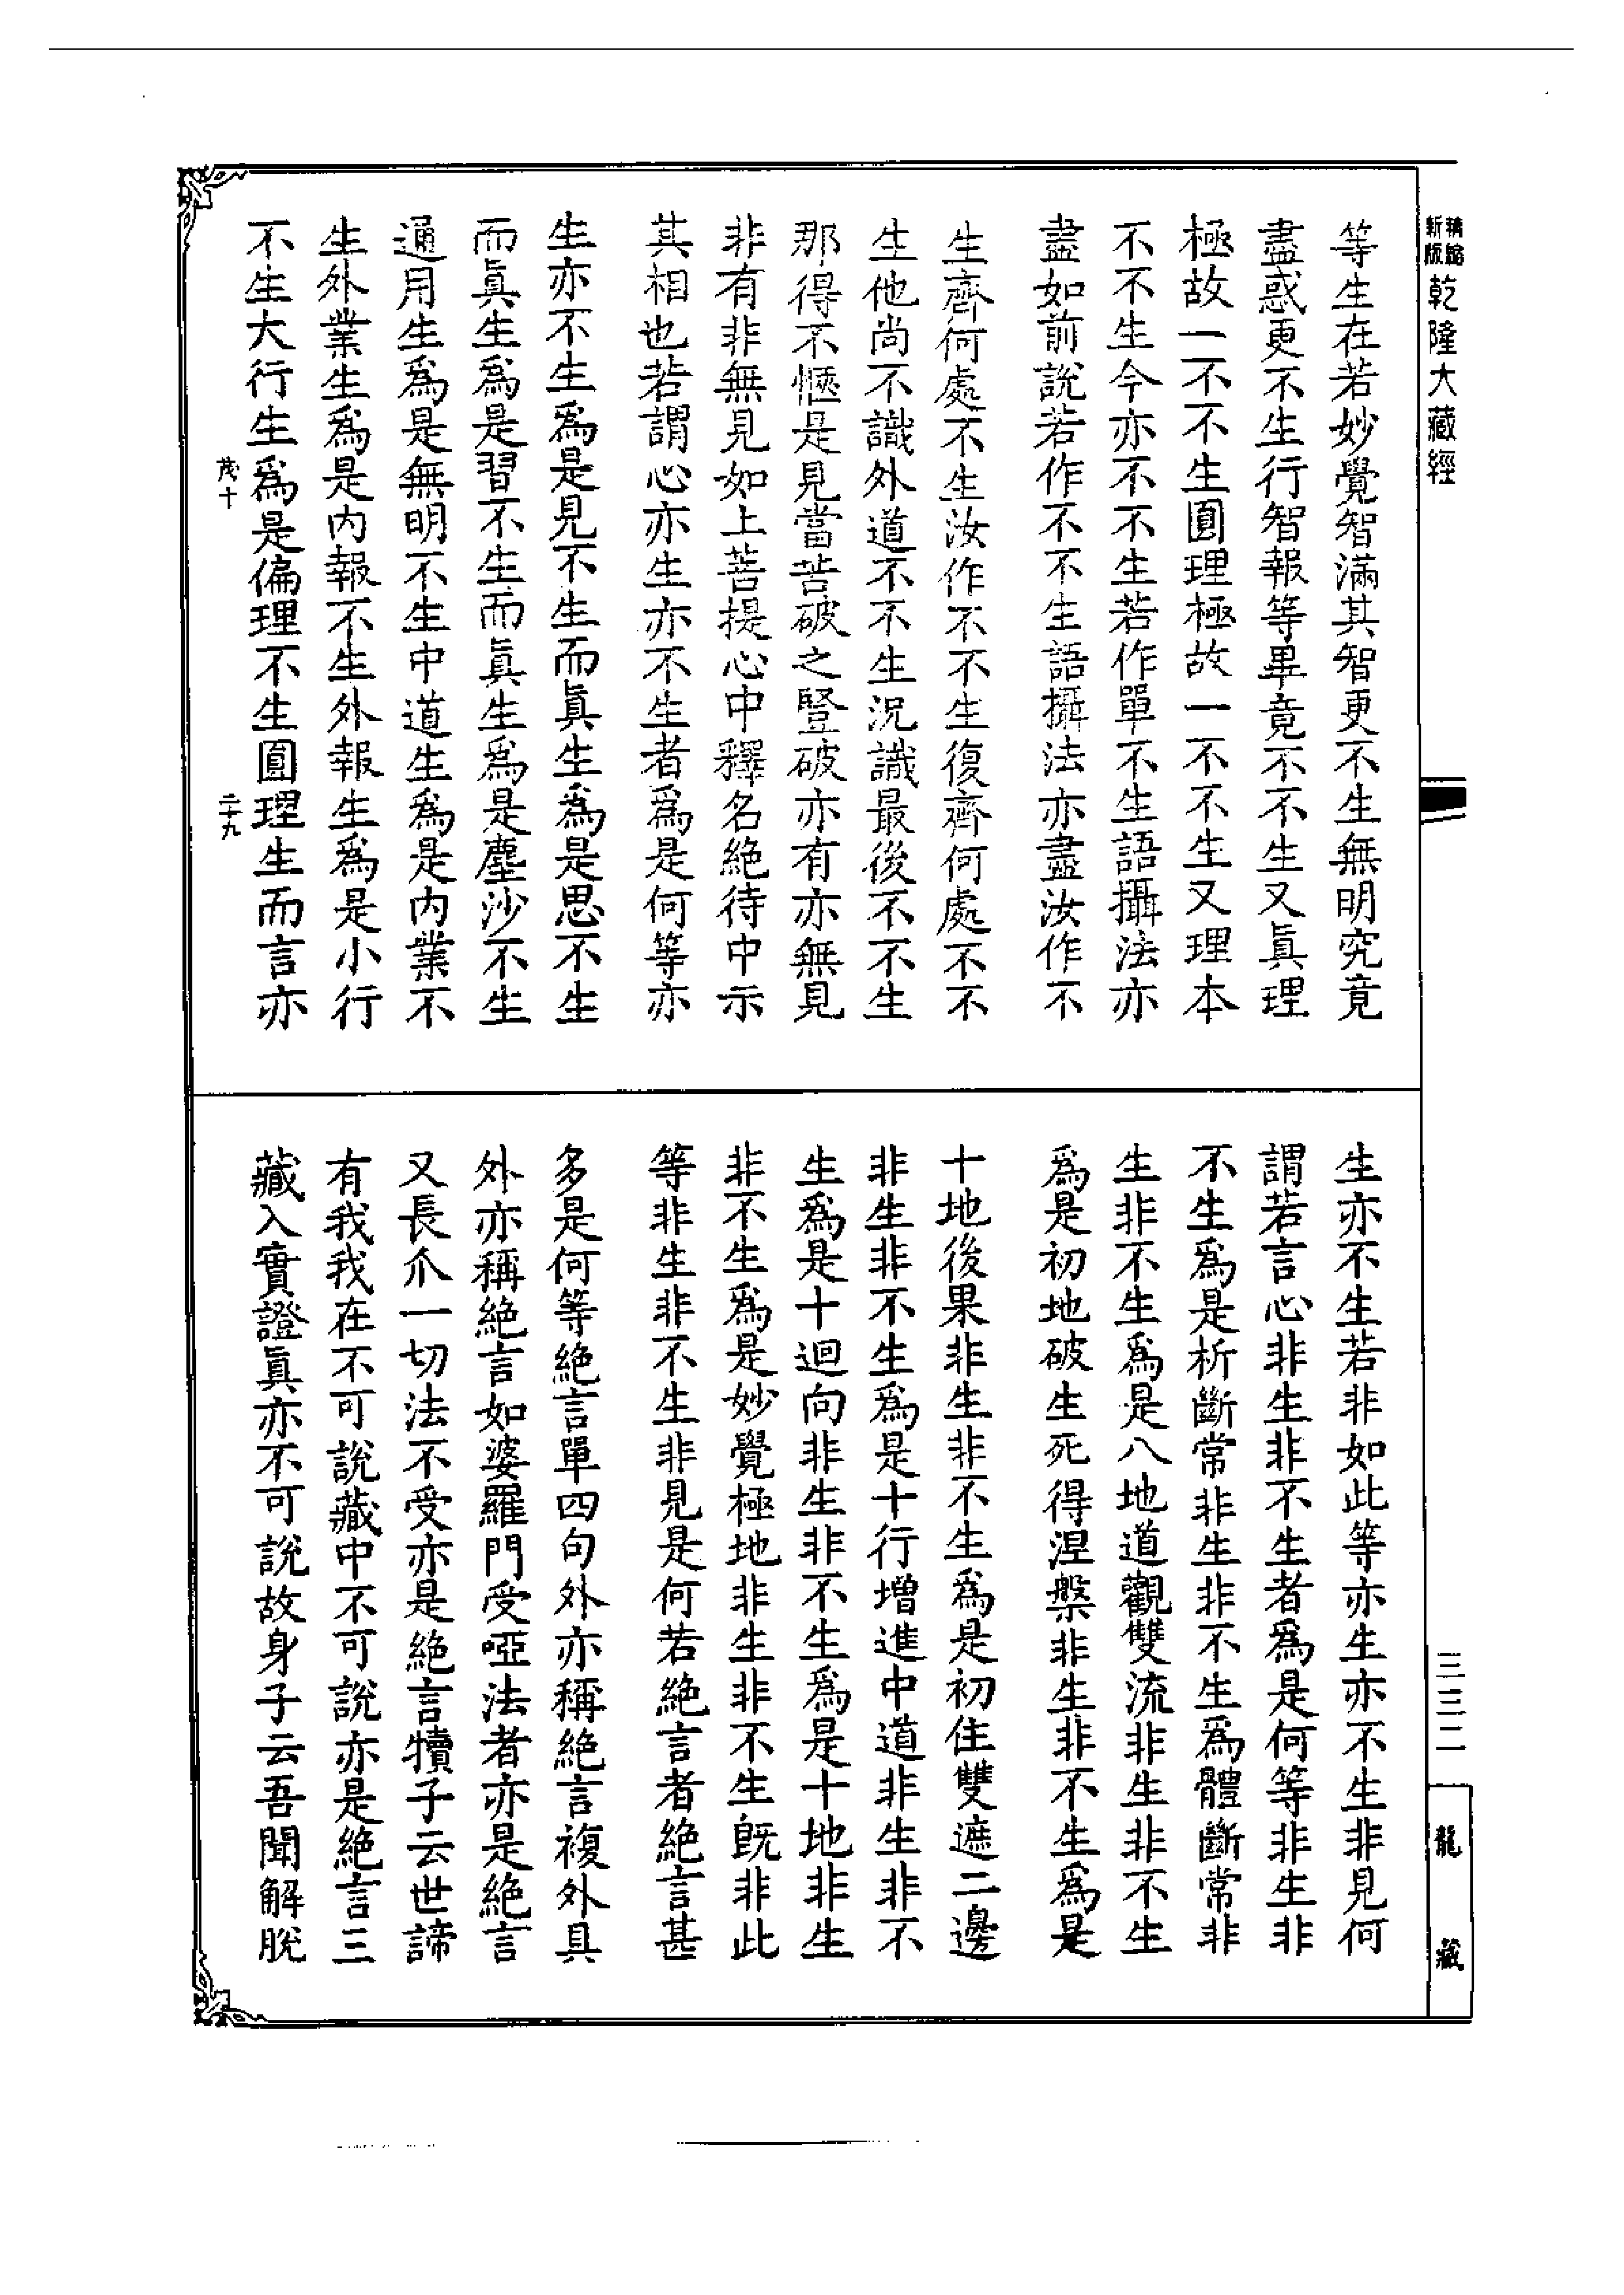 新版
精縮
乾隆大藏經
等生在若妙覺智滿其智更不生無明究竟
盡惑更不生行智報等畢竟不不生又眞理
極故一不不生圓理極故一不不生又理本
不不生今亦不不生若作單不生語攝法亦
盡如前說若作不不生語攝法亦盡汝作不
生齊何處不生汝作不不生復齊何處不不
生他尚不識外道不不生況識最後不不生
那得不愜是見當苦破之豎破亦有亦無見
非有非無見如上菩提心中釋名絕待中示
其相也若謂心亦生亦不生者爲是何等亦
生亦不生爲是見不生而眞生爲是思不生
而眞生爲是習不生而眞生爲是塵沙不生
通用生爲是無明不生中道生爲是內業不
生外業生爲是內報不生外報生爲是小行
不生大行生爲是偏理不生圓理生而言亦
茂十
二十九
生亦不生若非如此等亦生亦不生非見何
謂若言心非生非不生者爲是何等非生非
不生爲是析斷常非生非不生爲體斷常非
生非不生爲是八地道觀雙流非生非不生
爲是初地破生死得涅槃非生非不生爲是
十地後果非生非不生爲是初住雙遮二邊
非生非不生爲是十行增進中道非生非不
生爲是十迴向非生非不生爲是十地非生
非不生爲是妙覺極地非生非不生既非此
等非生非不生非見是何若絕言者絕言甚
多是何等絕言單四句外亦稱絕言複外具
外亦稱絕言如婆羅門受啞法者亦是絕言
又長爪一切法不受亦是絕言犢子云世諦
有我我在不可說藏中不可說亦是絕言三
藏入實證眞亦不可說故身子云吾聞解脫
三三二
龍藏